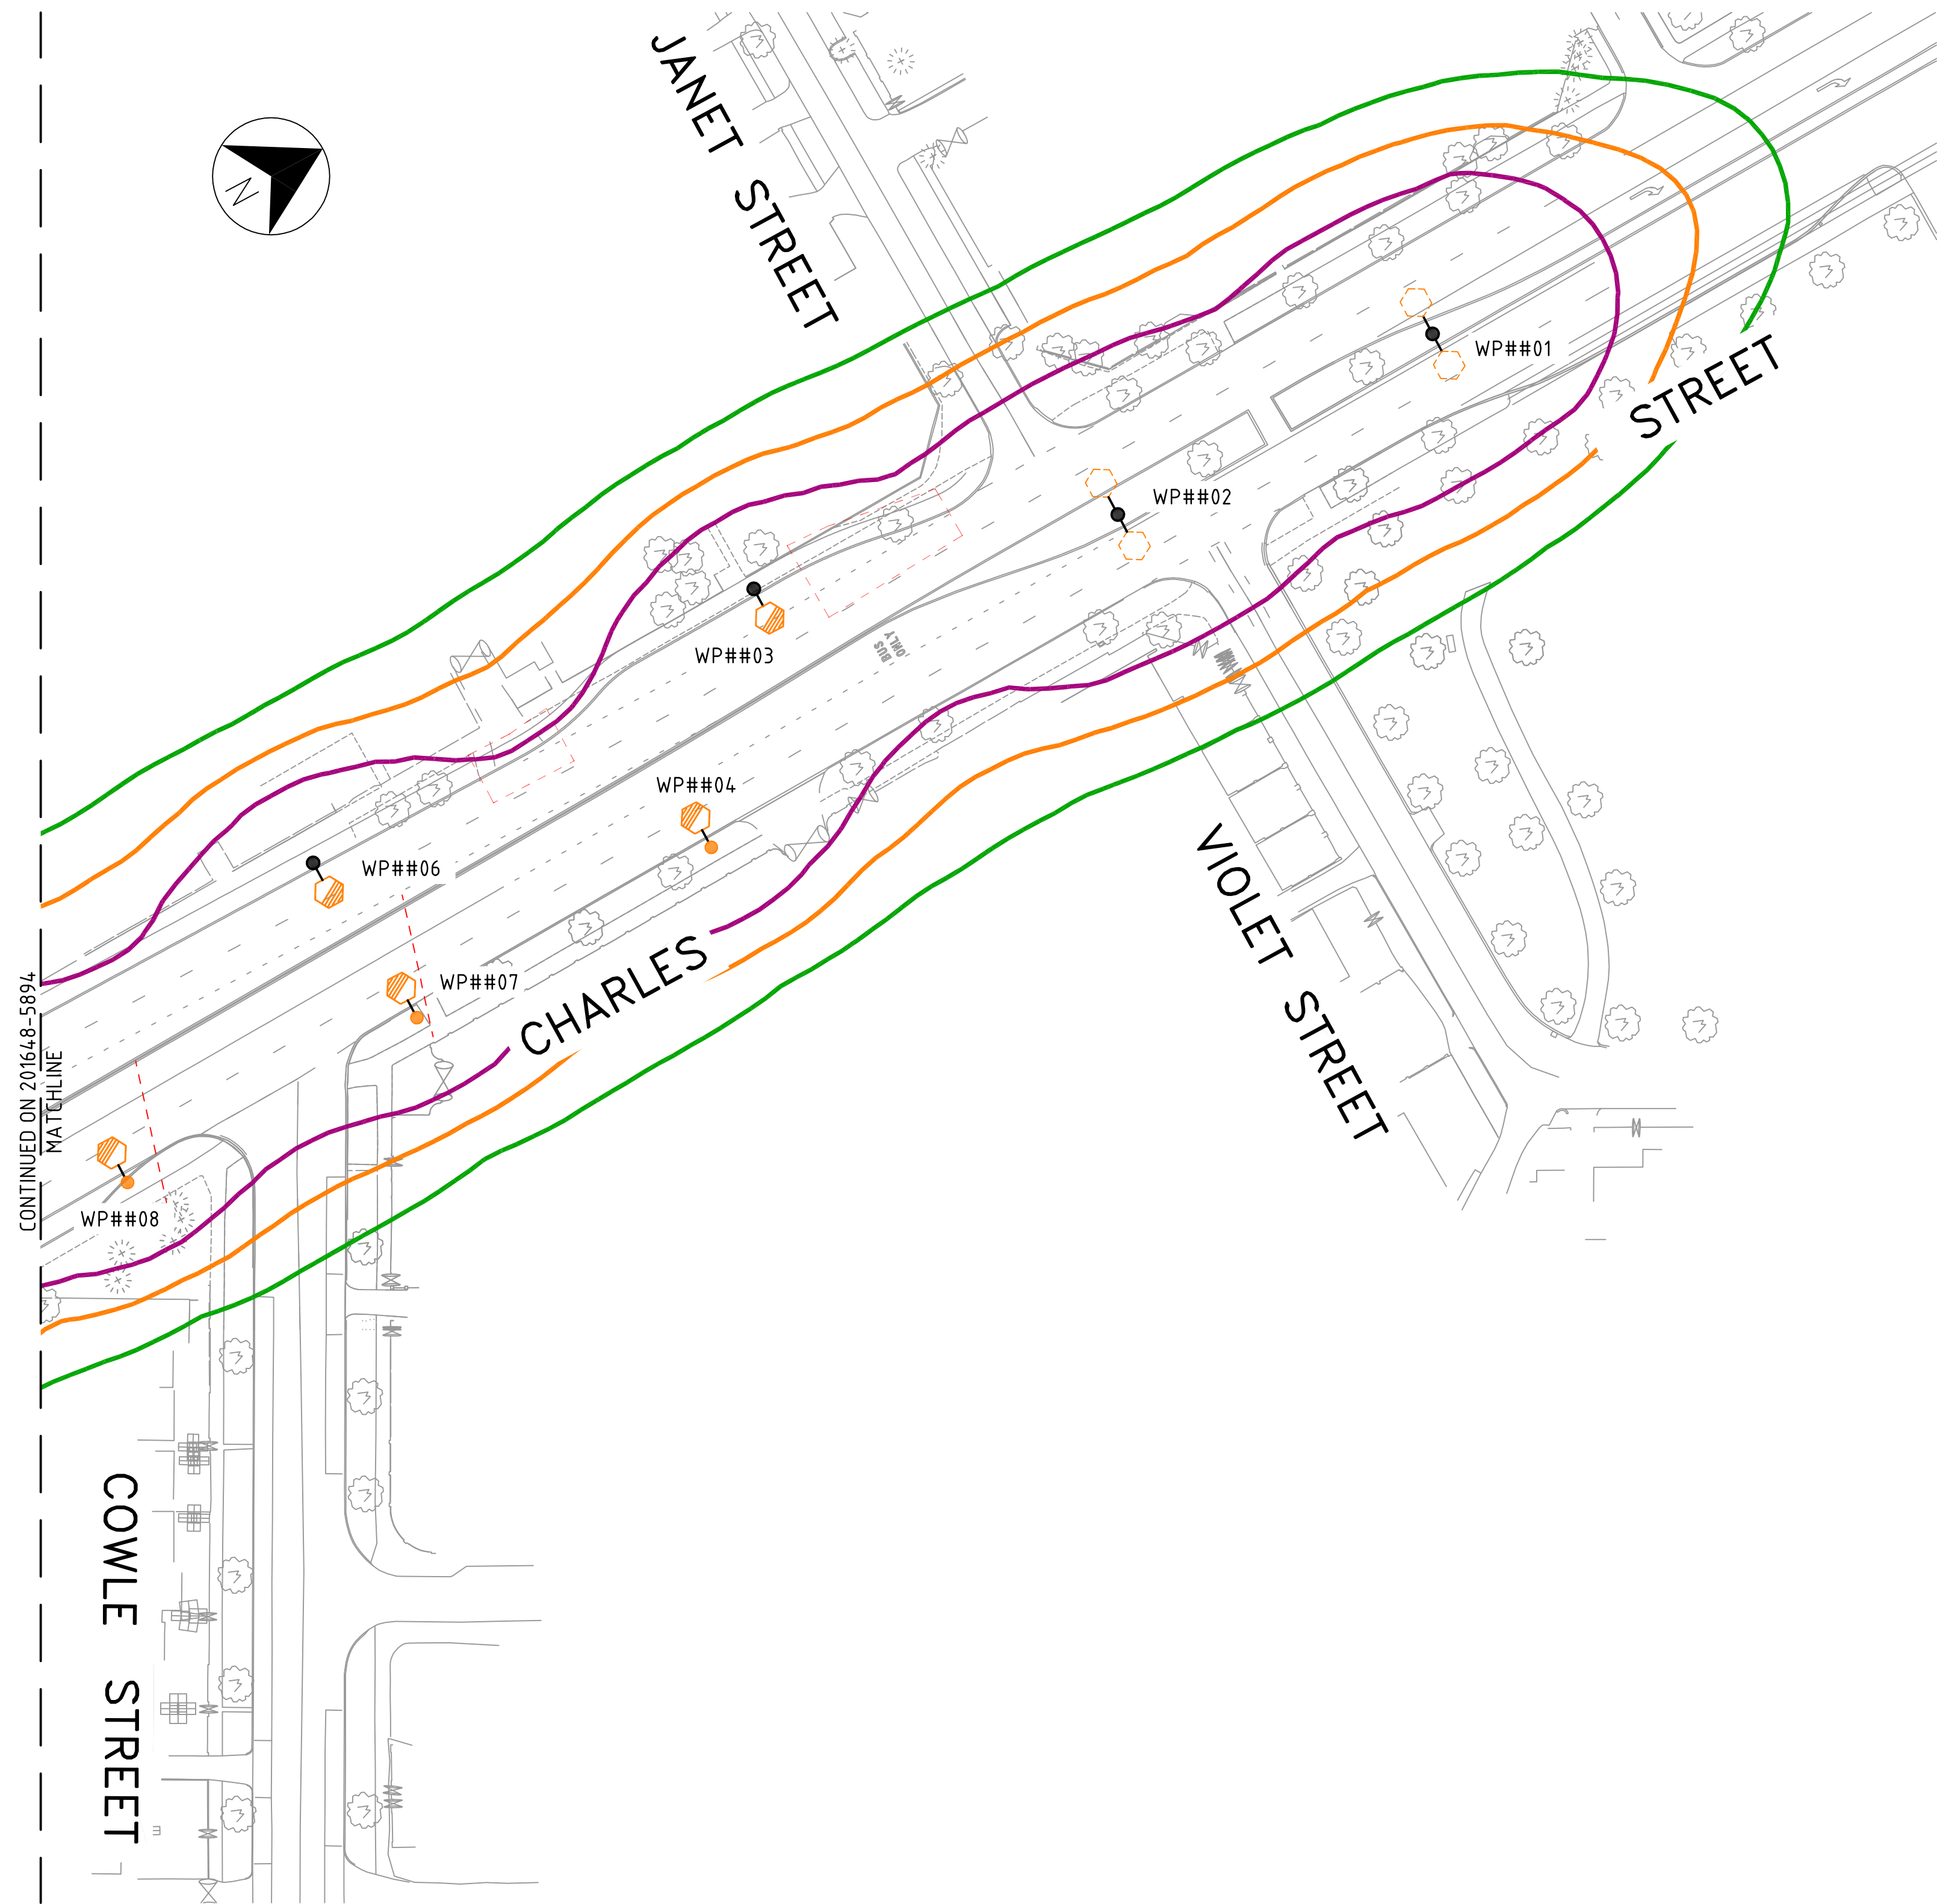 JANET STREET
N
WP##01
STREET
WP##02
ONLY
BUS
WP##03
WP##04
VIOLET STREET
WP##06
CHARLES
WP##07
CONTINUED ON 201648-5894
MATCHLINE
WP##08
COWLE STREET